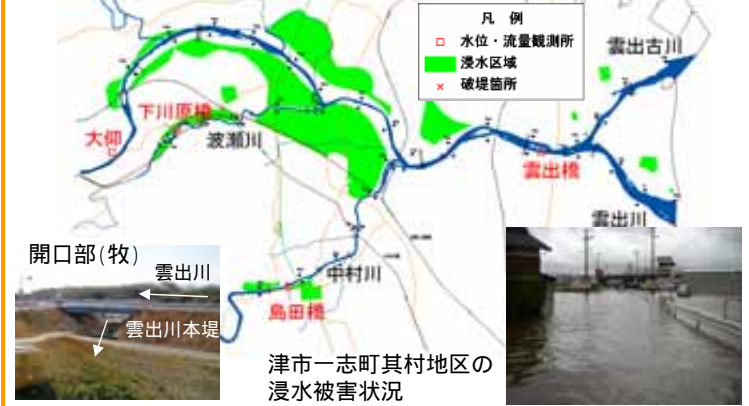 凡 例
水位・流量観測所
浸水区域
破堤箇所
雲出古川
下川原橋
大仰
波瀬川
雲出橋
雲出川
開口部(牧)
雲出川
雲出川本堤
中村川
島田橋
津市一志町其村地区の
浸水被害状況